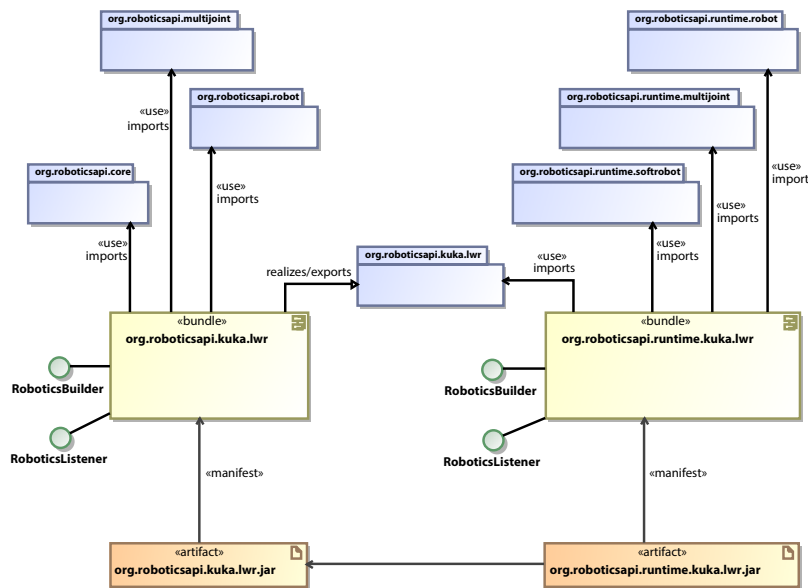 org.roboticsapi.multijoint
org.roboticsapi.runtime.robot
«use»
imports
org.roboticsapi.robot
org.roboticsapi.runtime.multijoint
org.roboticsapi.core
«use»
imports
org.roboticsapi.runtime.softrobot
«use»
imports
«use»
imports
«use»
imports
«use»
imports
org.roboticsapi.kuka.lwr
«use»
imports
realizes/exports
«bundle»
org.roboticsapi.kuka.lwr
«bundle»
org.roboticsapi.runtime.kuka.lwr
RoboticsBuilder
RoboticsBuilder
RoboticsListener
RoboticsListener
«manifest»
«manifest»
«artifact»
org.roboticsapi.kuka.lwr.jar
«artifact»
org.roboticsapi.runtime.kuka.lwr.jar